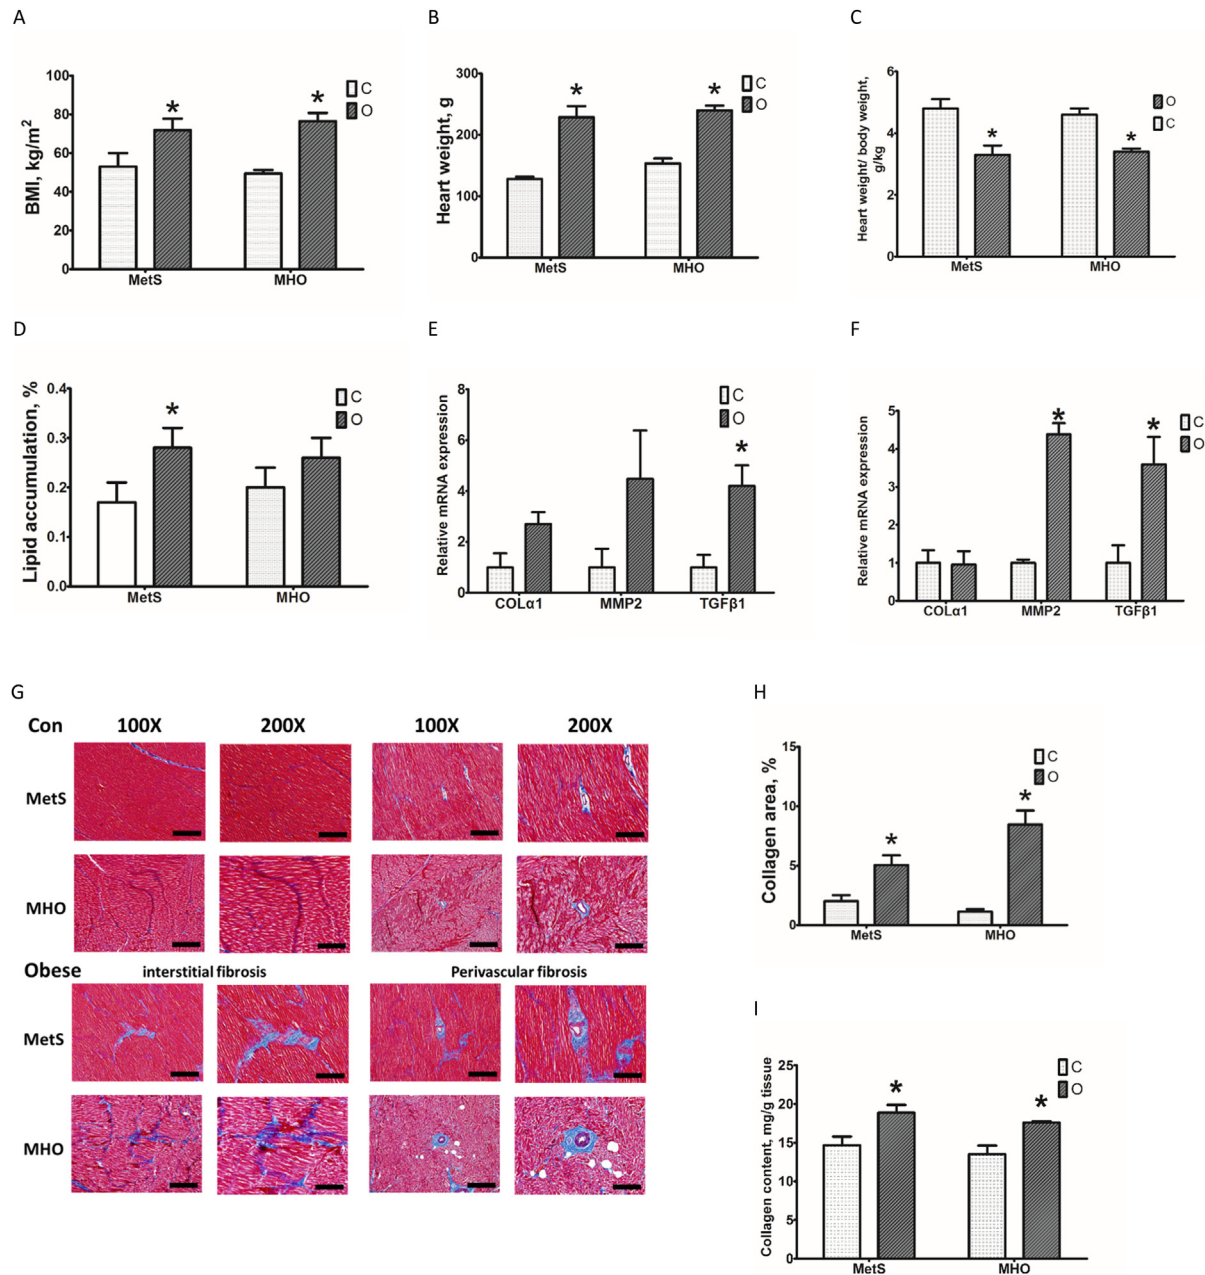 A
BMI, kg/m2
100
80
60
40
20
0
MetS
MHO
C
O
*
*
B
Heart weight, g
300
200
100
0
MetS
MHO
C
O
*
*
C
Heart weight/ body weight,
g/kg
6
4
2
0
MetS
MHO
O
C
*
*
D
Lipid accumulation, %
0.4
0.3
0.2
0.1
0.0
MetS
MHO
C
O
*
E
Relative mRNA expression
8
6
4
2
0
COLα1
MMP2
TGFβ1
C
O
*
F
Relative mRNA expression
5
4
3
2
1
0
COLα1
MMP2
TGFβ1
C
O
*
*
G
Con 100X 200X 100X 200X
MetS
MHO
Obese interstitial fibrosis Perivascular fibrosis
MetS
MHO
H
Collagen area, %
15
10
5
0
MetS
MHO
C
O
*
*
I
Collagen content, mg/g tissue
25
20
15
10
5
0
MetS
MHO
C
O
*
*